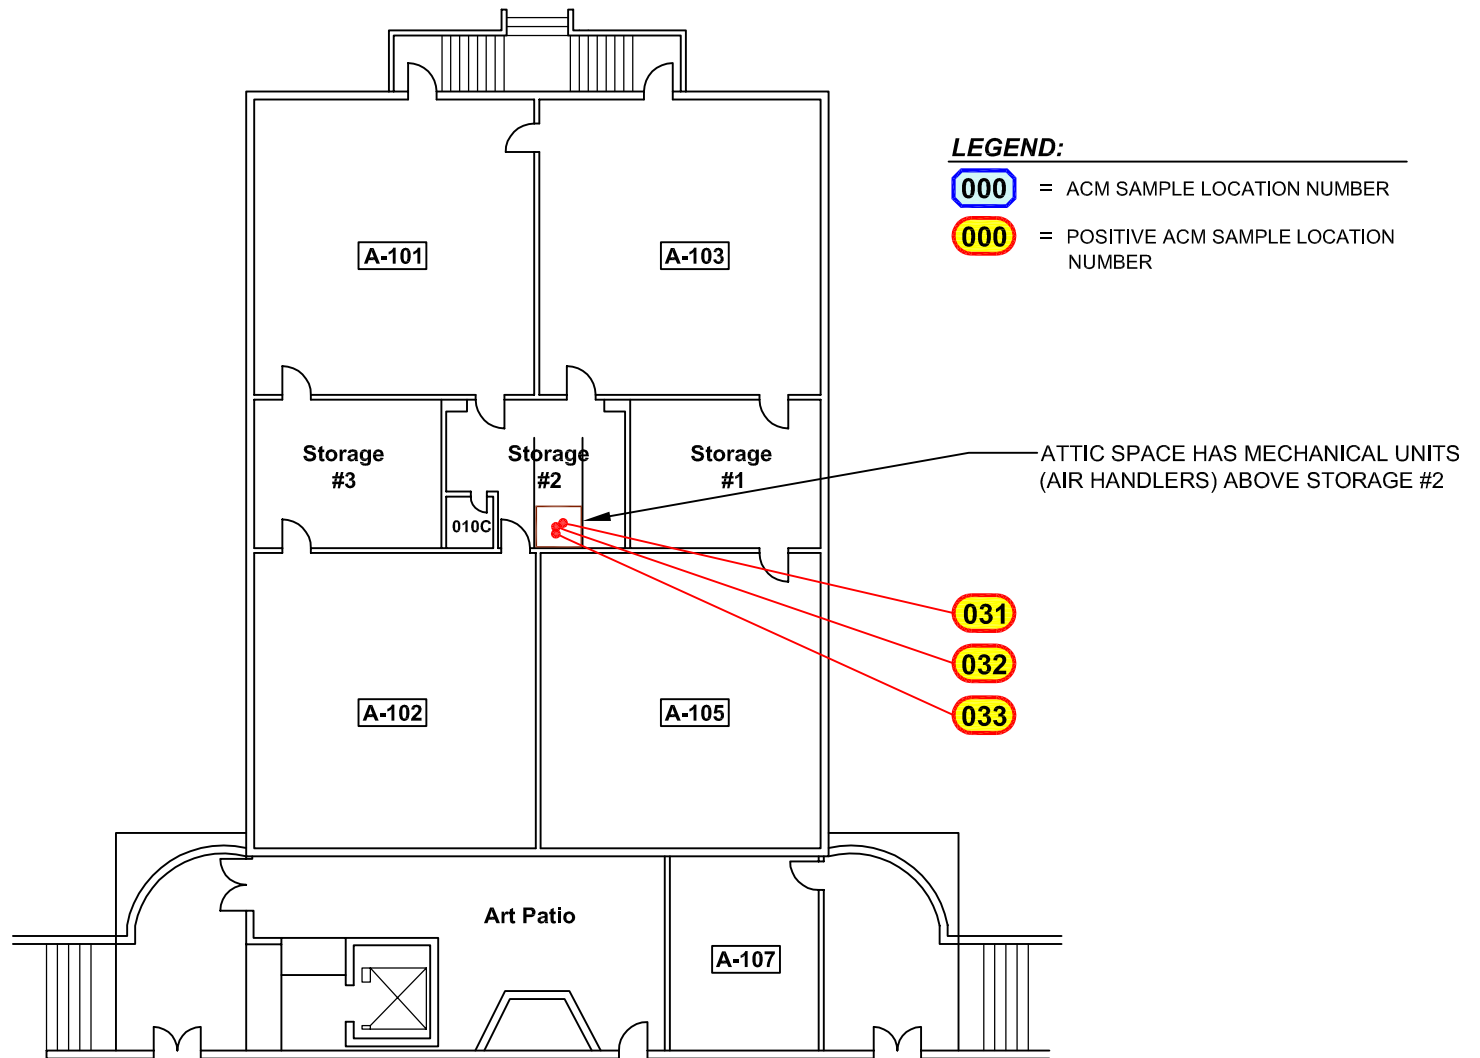 LEGEND:
000 = ACM SAMPLE LOCATION NUMBER
000 = POSITIVE ACM SAMPLE LOCATION
NUMBER
A-101
A-103
Storage
#3
Storage
#2
Storage
#1
ATTIC SPACE HAS MECHANICAL UNITS
(AIR HANDLERS) ABOVE STORAGE #2
010C
031
032
033
A-102
A-105
Art Patio
A-107